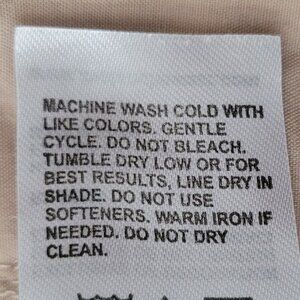 MACHINE WASH COLD WITH
LIKE COLORS. GENTLE
CYCLE. DO NOT BLEACH.
TUMBLE DRY LOW OR FOR
BEST RESULTS, LINE DRY IN
SHADE. DO NOT USE
SOFTENERS. WARM IRON IF
NEEDED. DO NOT DRY
CLEAN.